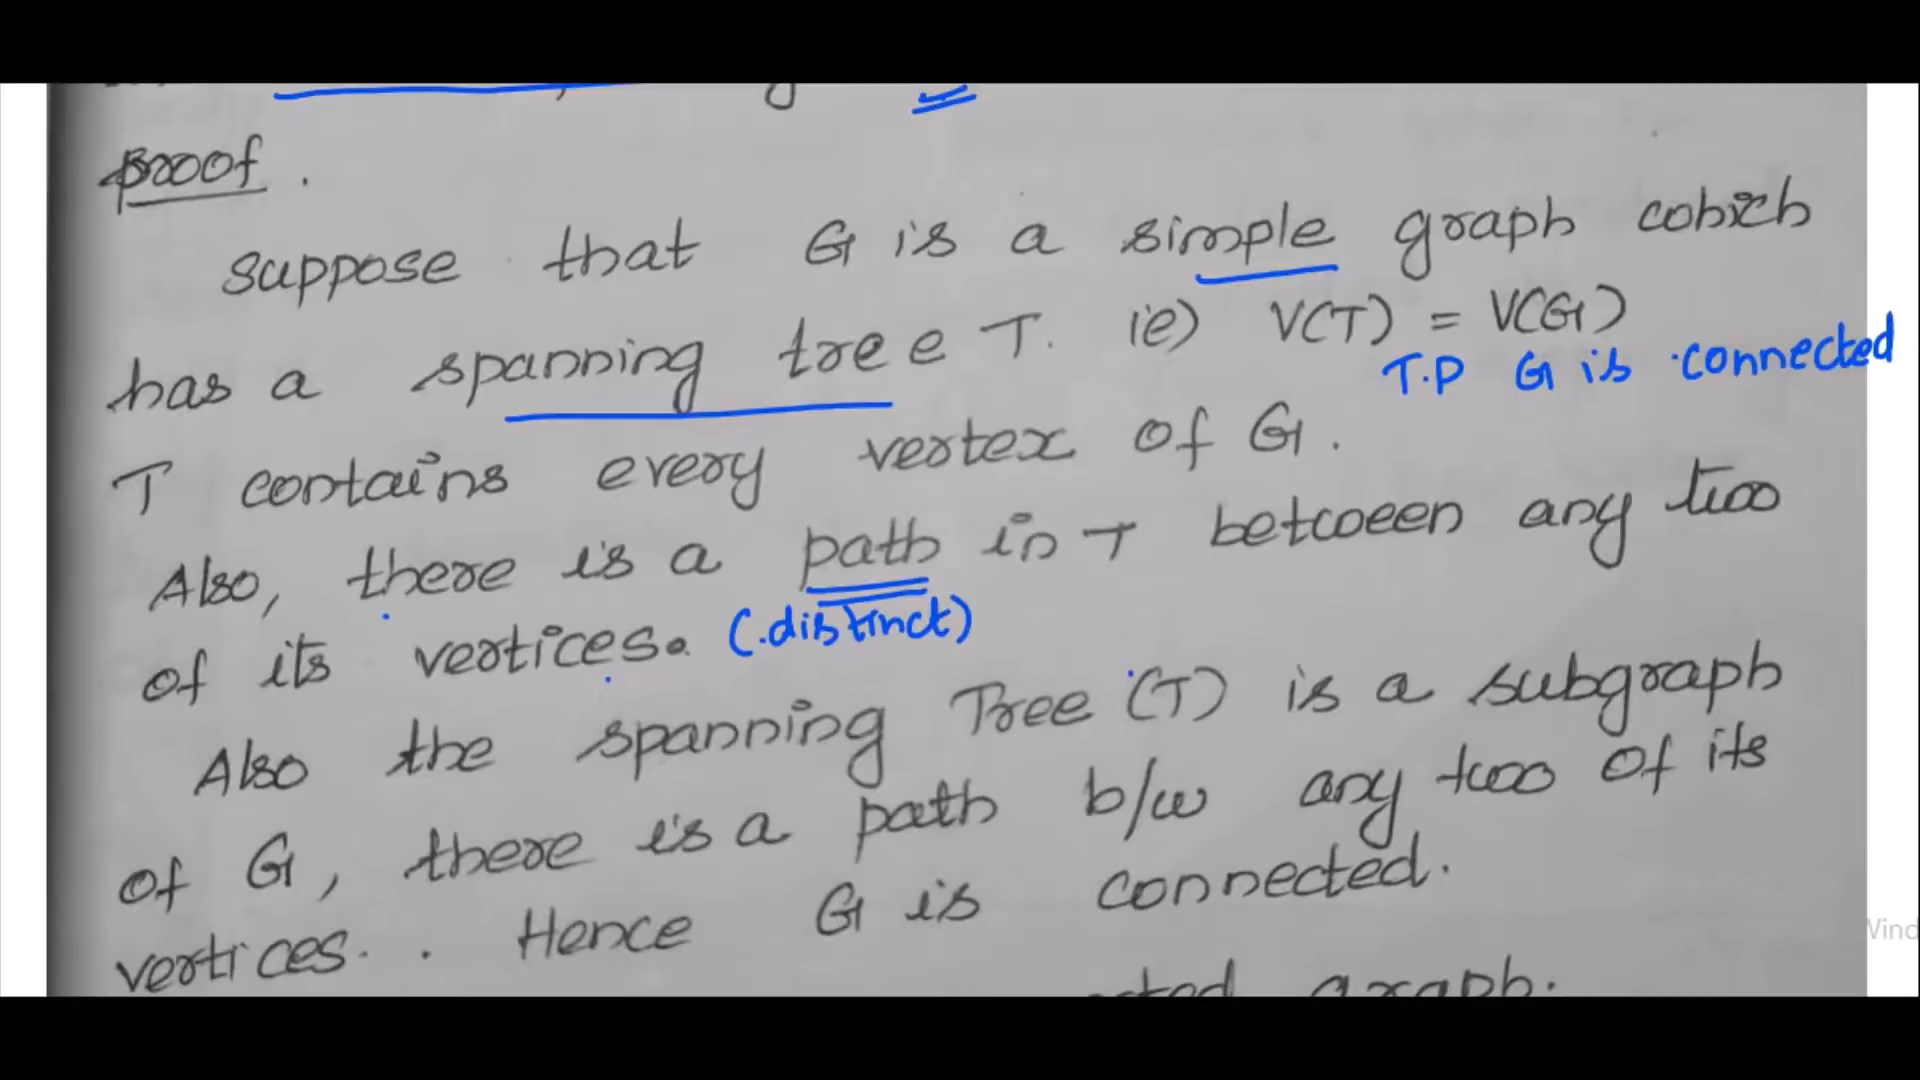 proof.
suppose that G is a simple graph which
has a spanning tree T. ie) V(T) = V(G)
T.P G is connected
T contains every vertex of G.
Also, there is a path in T between any two
of its vertices. (distinct)
Also the spanning Tree (T) is a subgraph
of G, there is a path b/w any two of its
vertices. Hence G is connected.
graph.
Wind